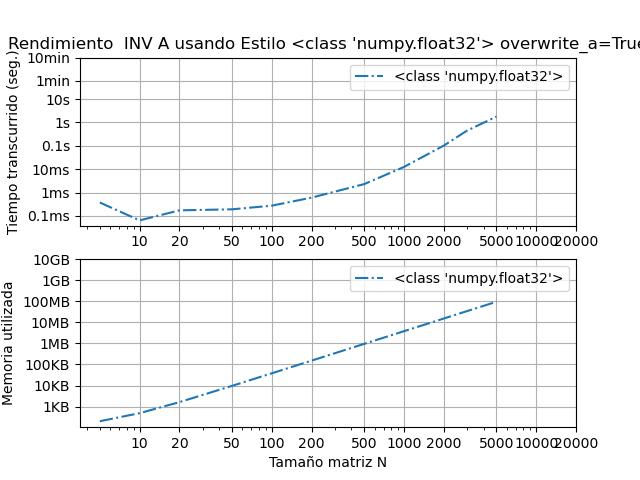 Rendimiento  INV A usando Estilo <class 'numpy.float32'> overwrite_a=True
Tiempo transcurrido (seg.)
10min
1min
10s
1s
0.1s
10ms
1ms
0.1ms
<class 'numpy.float32'>
10 20 50 100 200 500 1000 2000 5000 10000 20000
Memoria utilizada
10GB
1GB
100MB
10MB
1MB
100KB
10KB
1KB
<class 'numpy.float32'>
10 20 50 100 200 500 1000 2000 5000 10000 20000
Tamaño matriz N